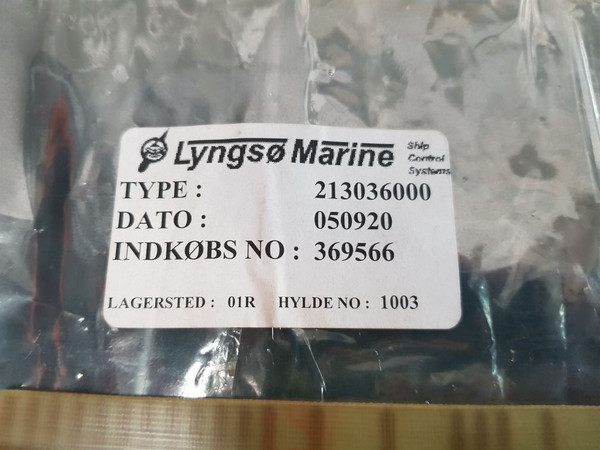 Lyngsø Marine
Ship
Control
Systems
TYPE : 213036000
DATO : 050920
INDKØBS NO : 369566
LAGERSTED : 01R HYLDE NO : 1003